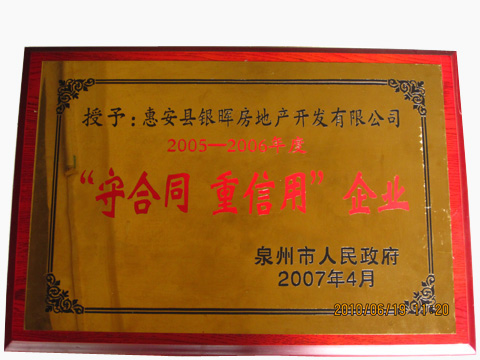 授予：惠安县银晖房地产开发有限公司
2005—2006年度
“守合同 重信用” 企业
泉州市人民政府
2007年4月
2010/06/18 11:20